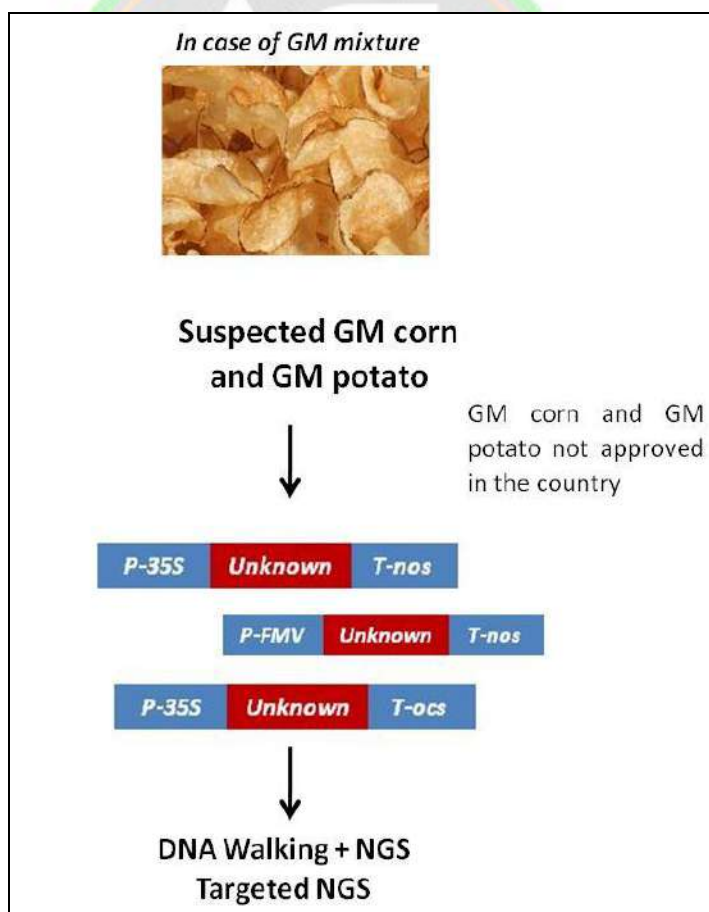 In case of GM mixture
Suspected GM corn
and GM potato
GM corn and GM
potato not approved
in the country
P-35S Unknown T-nos
P-FMV Unknown T-nos
P-35S Unknown T-ocs
DNA Walking + NGS
Targeted NGS